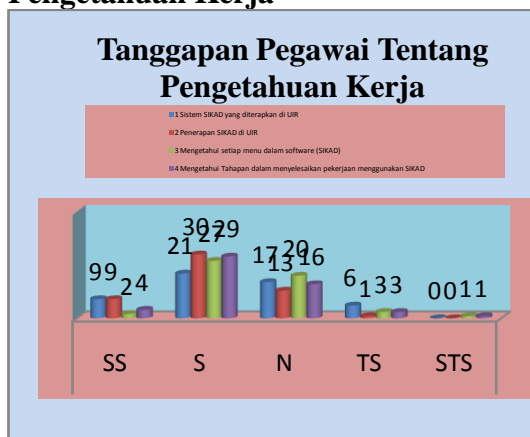 Pengetahuan Kerja
Tanggapan Pegawai Tentang
Pengetahuan Kerja
1 Sistem SIKAD yang diterapkan di UIR
2 Penerapan SIKAD di UIR
3 Mengetahui setiap menu dalam software (SIKAD)
4 Mengetahui Tahapan dalam menyelesaikan pekerjaan menggunakan SIKAD
9 9 2 4 21 30 27 29 17 13 20 16 6 1 3 3 0 0 1 1
SS S N TS STS